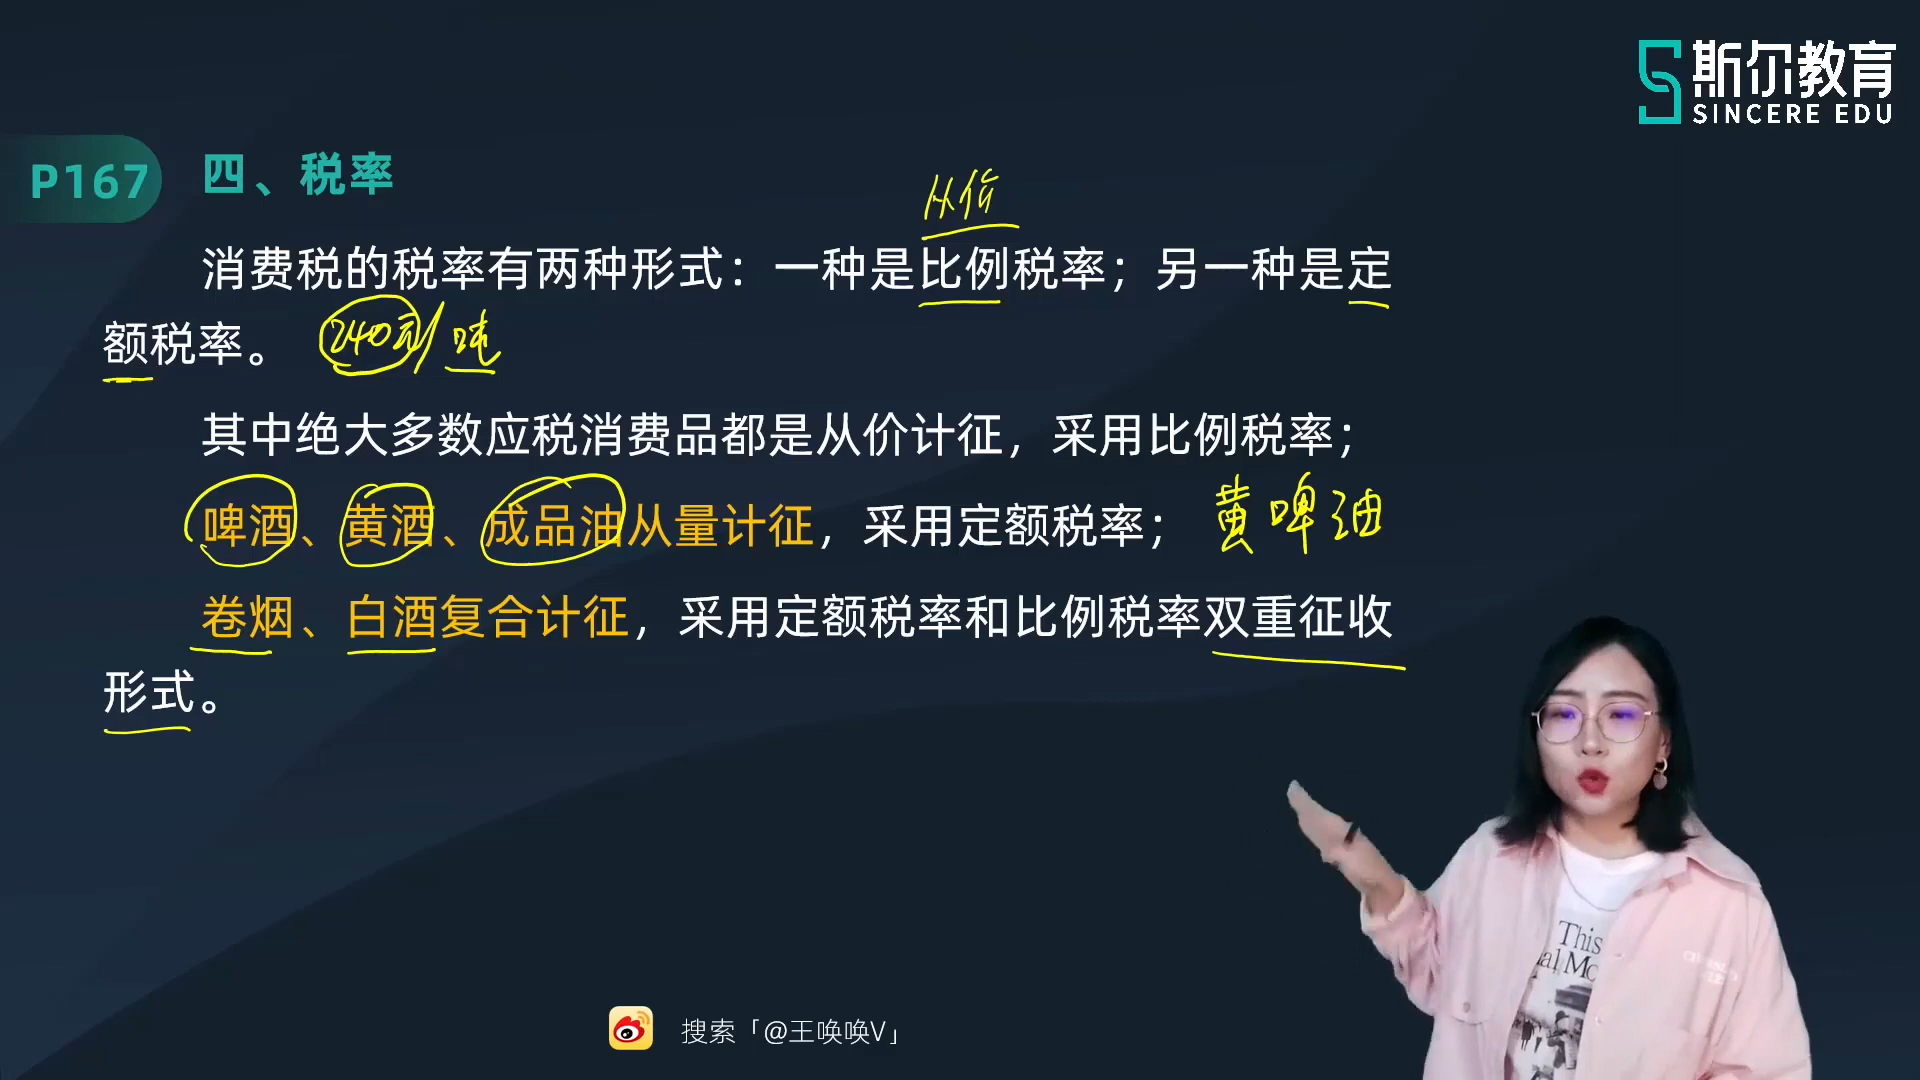 斯尔教育
SINCERE EDU
P167
四、税率
从价
消费税的税率有两种形式：一种是比例税率；另一种是定
额税率。 240元/吨
其中绝大多数应税消费品都是从价计征，采用比例税率；
啤酒、黄酒、成品油从量计征，采用定额税率； 黄啤油
卷烟、白酒复合计征，采用定额税率和比例税率双重征收
形式。
This
al Mo
搜索「@王唤唤V」